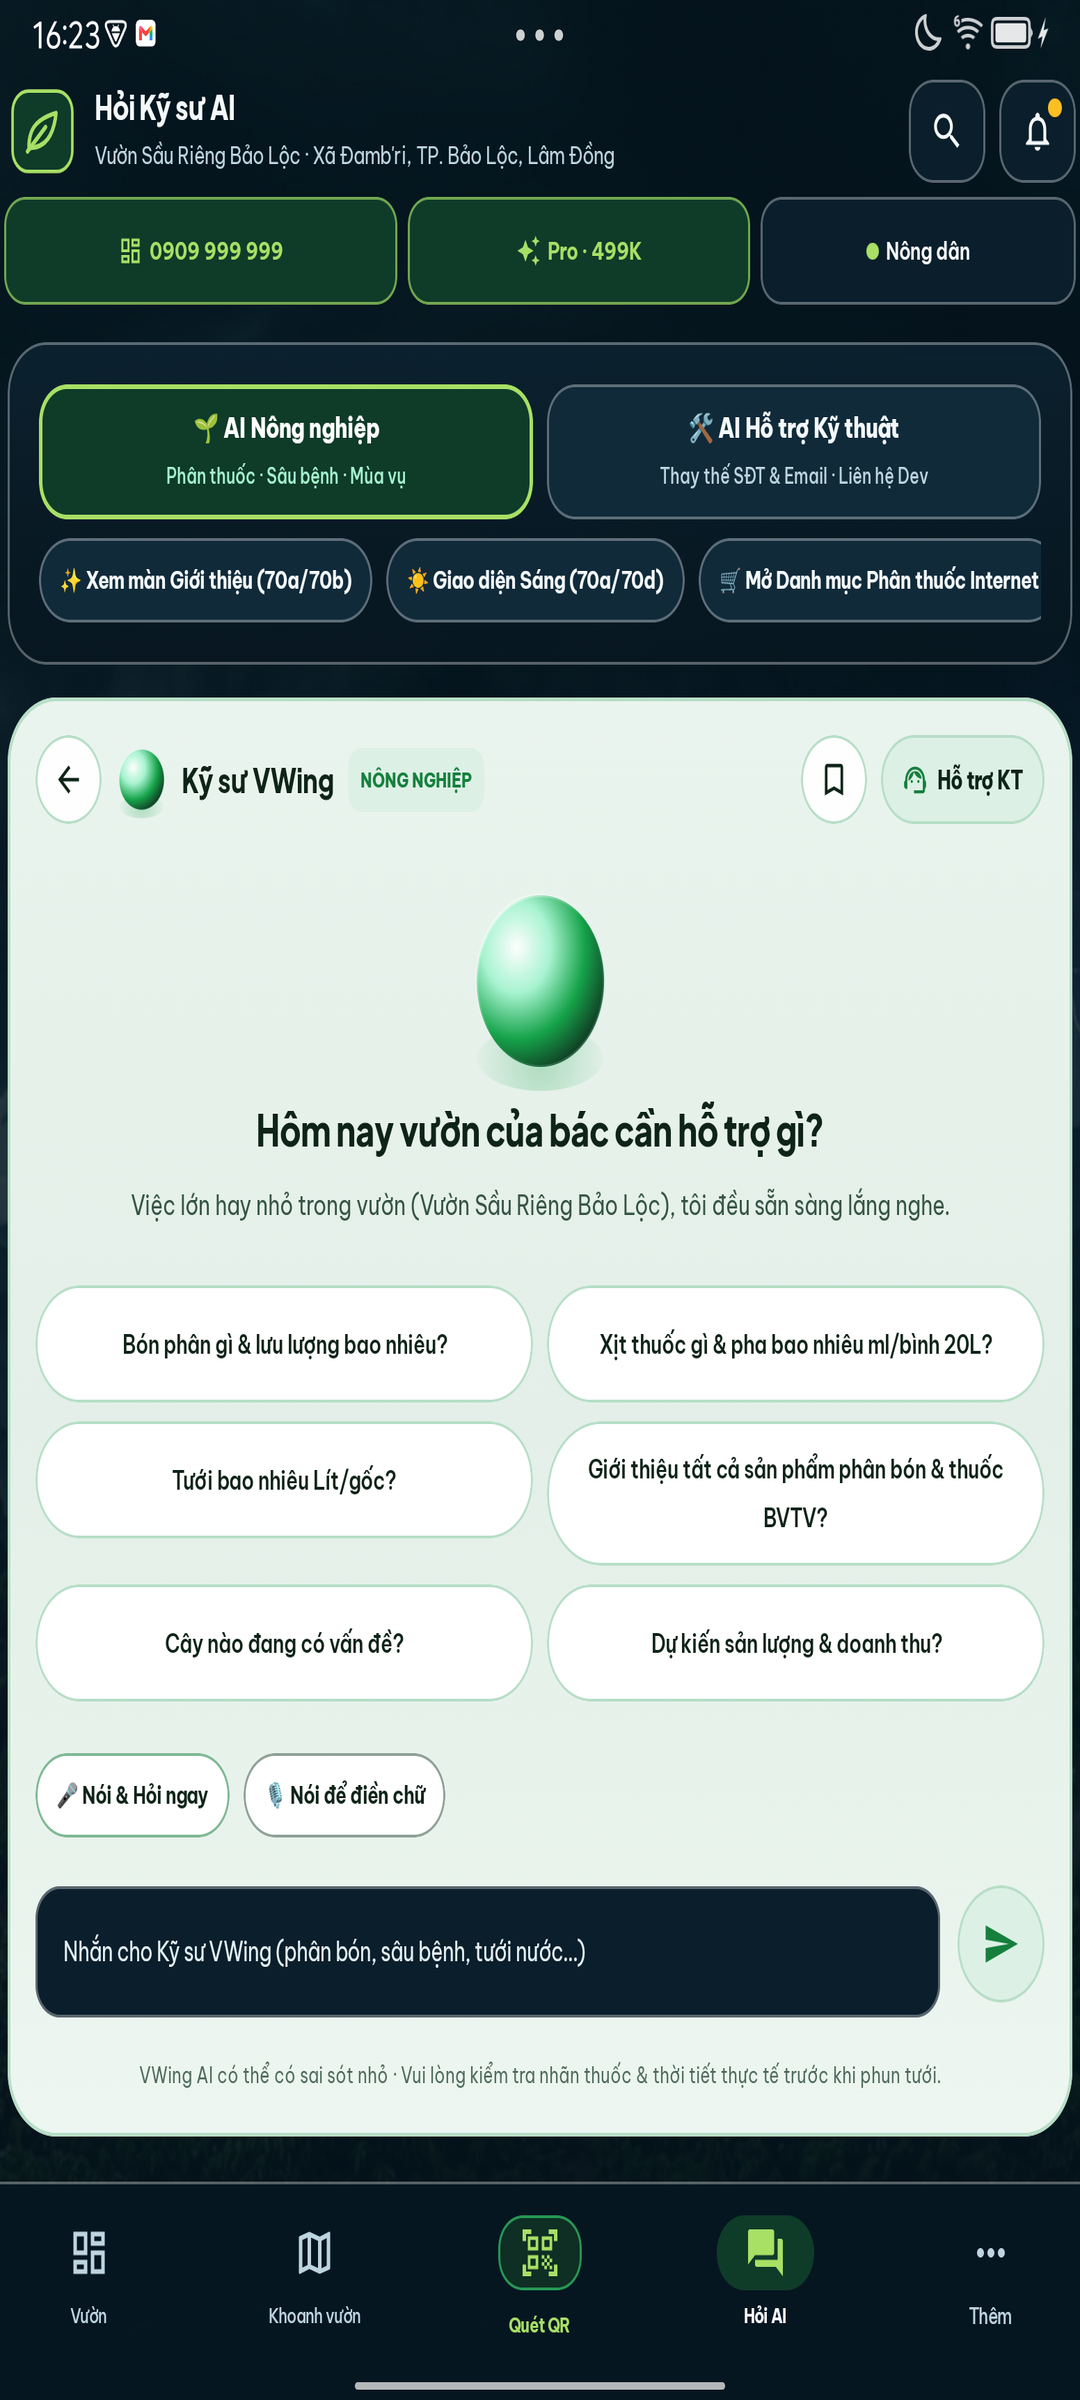 16:23
6
Hỏi Kỹ sư AI
Vườn Sầu Riêng Bảo Lộc · Xã Đamb'ri, TP. Bảo Lộc, Lâm Đồng
0909 999 999
Pro · 499K
Nông dân
AI Nông nghiệp
Phân thuốc · Sâu bệnh · Mùa vụ
AI Hỗ trợ Kỹ thuật
Thay thế SĐT & Email · Liên hệ Dev
Xem màn Giới thiệu (70a/70b)
Giao diện Sáng (70a/70d)
Mở Danh mục Phân thuốc Internet
Kỹ sư VWing
NÔNG NGHIỆP
Hỗ trợ KT
Hôm nay vườn của bác cần hỗ trợ gì?
Việc lớn hay nhỏ trong vườn (Vườn Sầu Riêng Bảo Lộc), tôi đều sẵn sàng lắng nghe.
Bón phân gì & lưu lượng bao nhiêu?
Xịt thuốc gì & pha bao nhiêu ml/bình 20L?
Tưới bao nhiêu Lít/gốc?
Giới thiệu tất cả sản phẩm phân bón & thuốc
BVTV?
Cây nào đang có vấn đề?
Dự kiến sản lượng & doanh thu?
Nói & Hỏi ngay
Nói để điền chữ
Nhắn cho Kỹ sư VWing (phân bón, sâu bệnh, tưới nước...)
VWing AI có thể có sai sót nhỏ · Vui lòng kiểm tra nhãn thuốc & thời tiết thực tế trước khi phun tưới.
Vườn
Khoanh vườn
Quét QR
Hỏi AI
Thêm